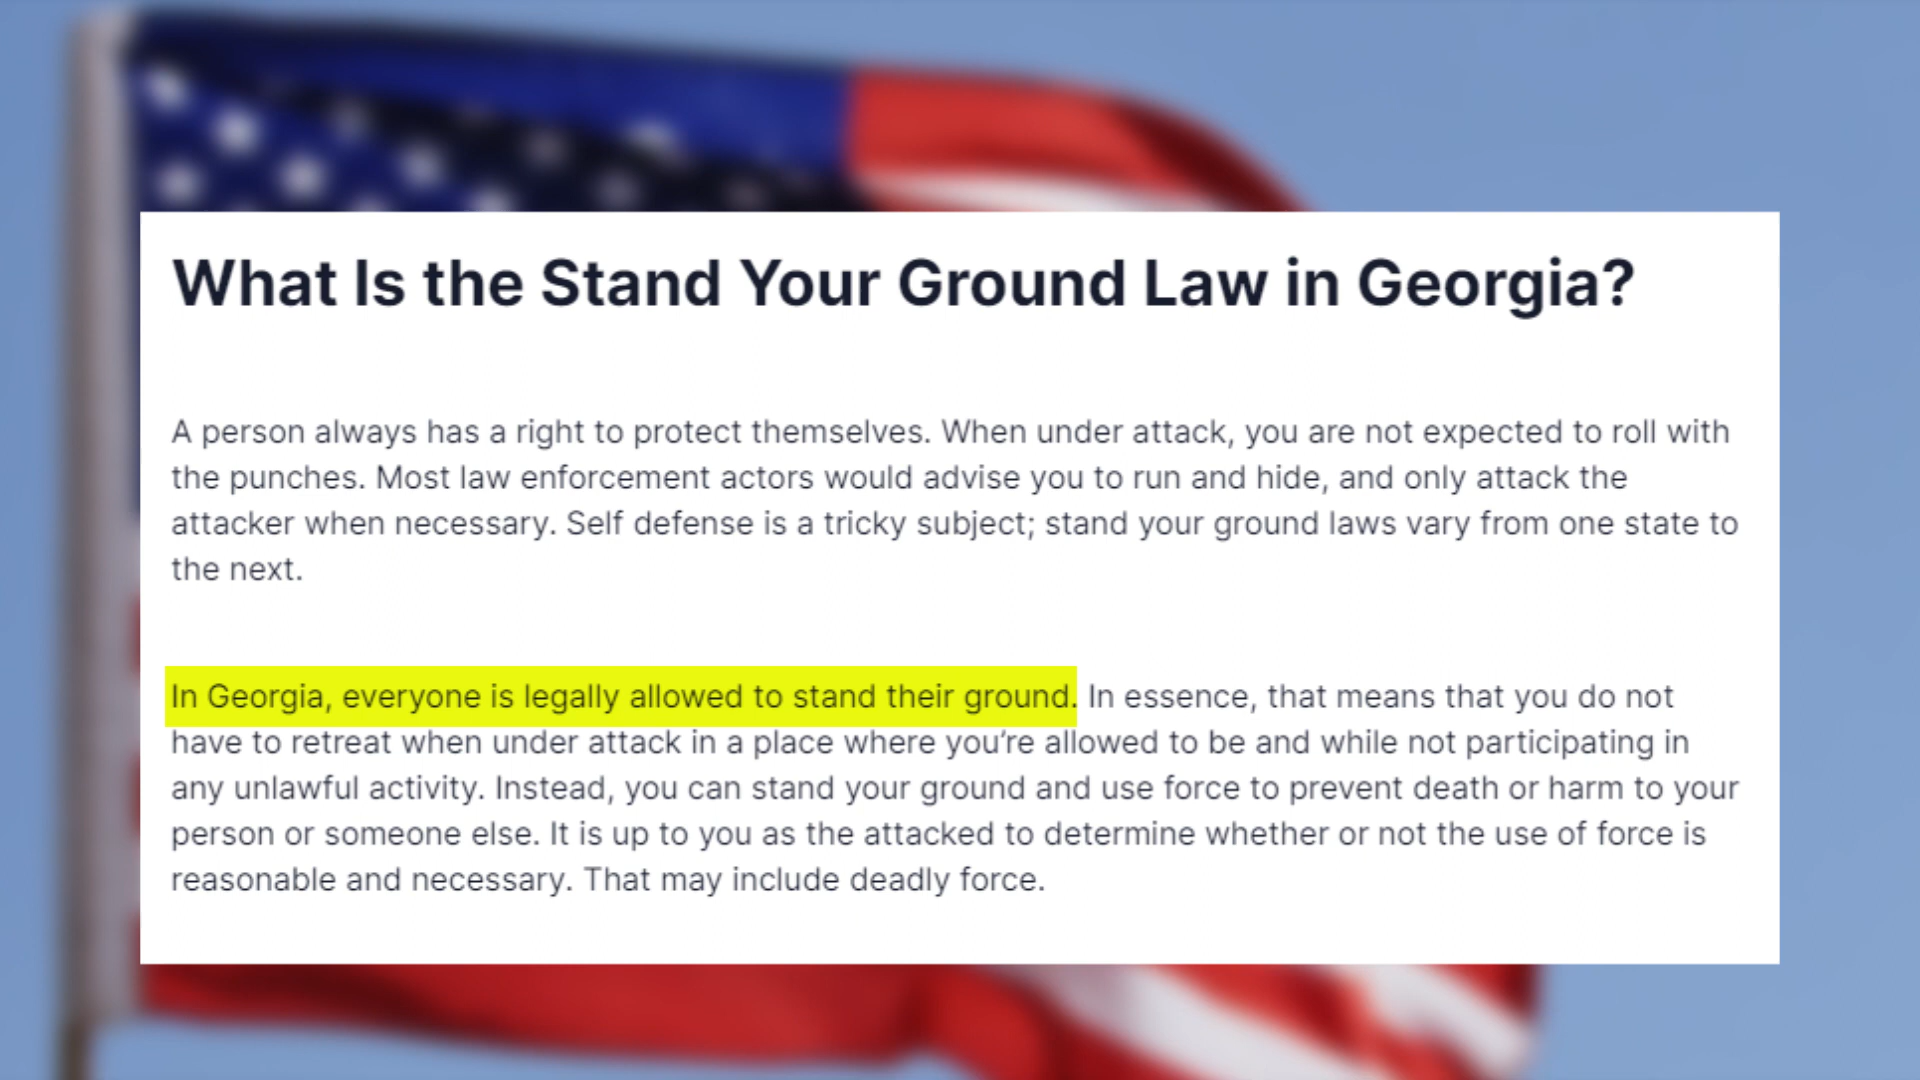 What Is the Stand Your Ground Law in Georgia?
A person always has a right to protect themselves. When under attack, you are not expected to roll with
the punches. Most law enforcement actors would advise you to run and hide, and only attack the
attacker when necessary. Self defense is a tricky subject; stand your ground laws vary from one state to
the next.
In Georgia, everyone is legally allowed to stand their ground. In essence, that means that you do not
have to retreat when under attack in a place where you’re allowed to be and while not participating in
any unlawful activity. Instead, you can stand your ground and use force to prevent death or harm to your
person or someone else. It is up to you as the attacked to determine whether or not the use of force is
reasonable and necessary. That may include deadly force.